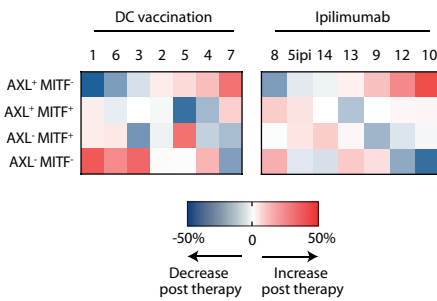 DC vaccination
Ipilimumab
1 6 3 2 5 4 7
8 5ipi 14 13 9 12 10
AXL⁺ MITF⁻
AXL⁺ MITF⁺
AXL⁻ MITF⁺
AXL⁻ MITF⁻
-50% 0 50%
Decrease
post therapy
Increase
post therapy